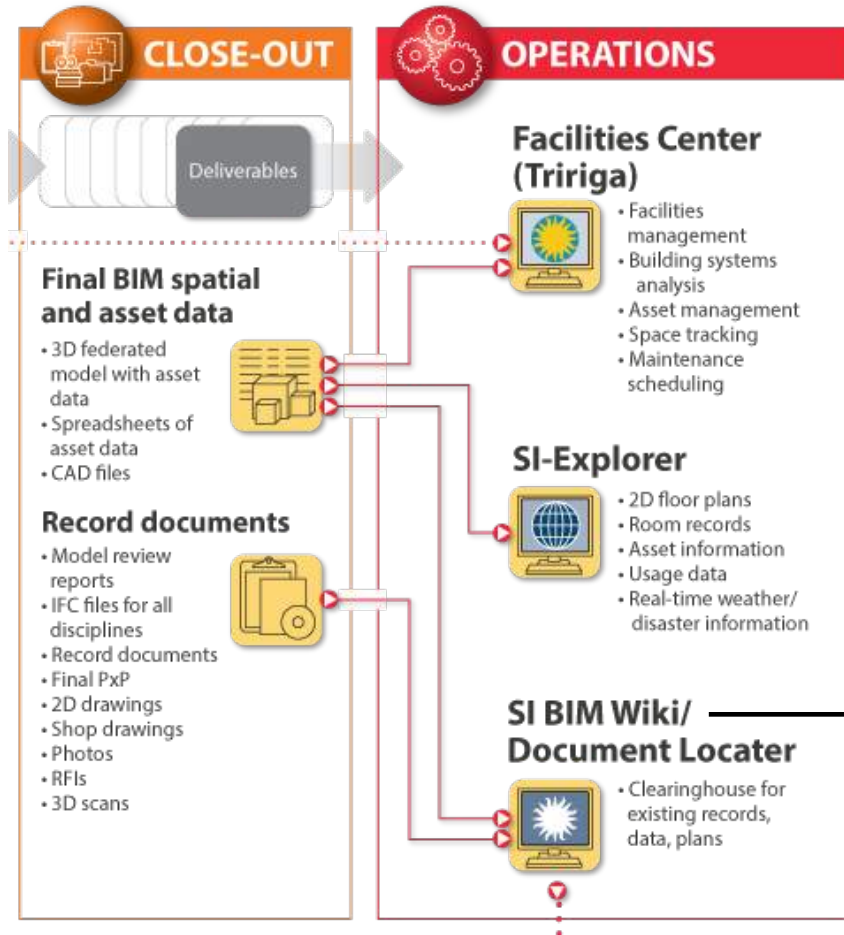 CLOSE-OUT
Deliverables
Final BIM spatial
and asset data
• 3D federated
model with asset
data
• Spreadsheets of
asset data
• CAD files
Record documents
• Model review
reports
• IFC files for all
disciplines
• Record documents
• Final PxP
• 2D drawings
• Shop drawings
• Photos
• RFIs
• 3D scans
OPERATIONS
Facilities Center
(Tririga)
• Facilities
management
• Building systems
analysis
• Asset management
• Space tracking
• Maintenance
scheduling
SI-Explorer
• 2D floor plans
• Room records
• Asset information
• Usage data
• Real-time weather/
disaster information
SI BIM Wiki/
Document Locater
• Clearinghouse for
existing records,
data, plans